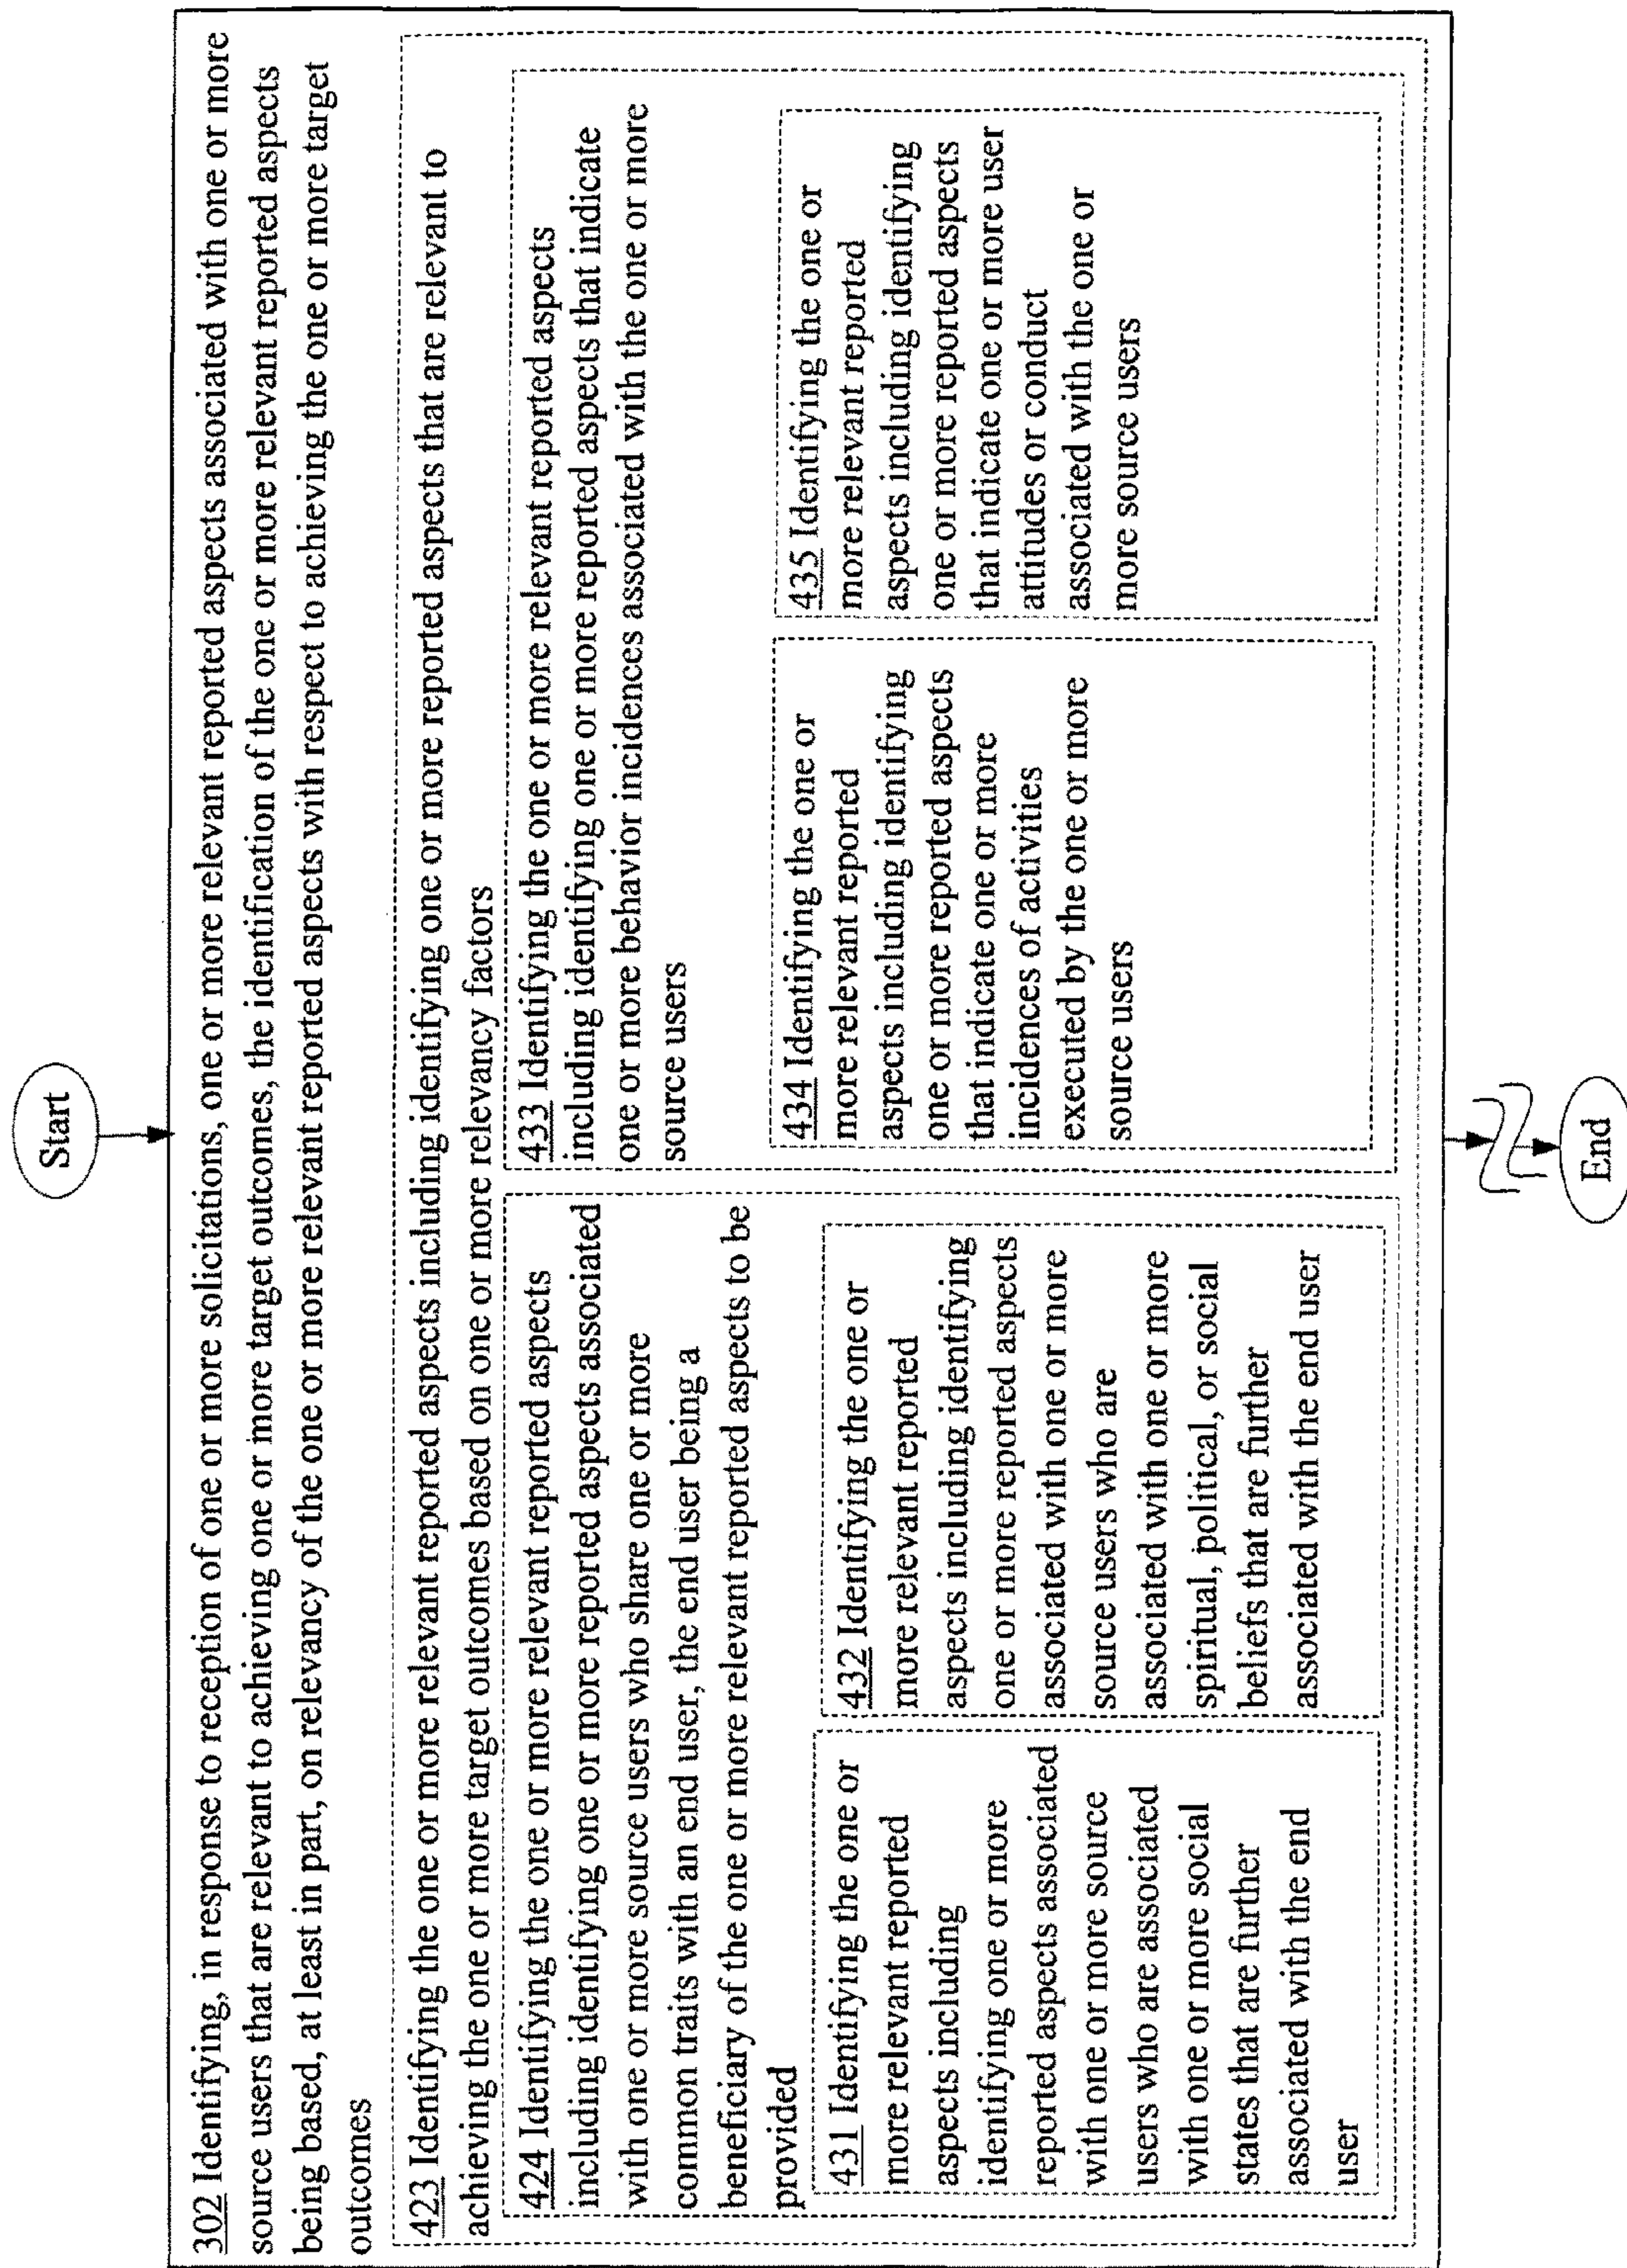 Start
302 Identifying, in response to reception of one or more solicitations, one or more relevant reported aspects associated with one or more
source users that are relevant to achieving one or more target outcomes, the identification of the one or more relevant reported aspects
being based, at least in part, on relevancy of the one or more relevant reported aspects with respect to achieving the one or more target
outcomes
423 Identifying the one or more relevant reported aspects including identifying one or more reported aspects that are relevant to
achieving the one or more target outcomes based on one or more relevancy factors
424 Identifying the one or more relevant reported aspects
including identifying one or more reported aspects associated
with one or more source users who share one or more
common traits with an end user, the end user being a
beneficiary of the one or more relevant reported aspects to be
provided
431 Identifying the one or
more relevant reported
aspects including
identifying one or more
reported aspects associated
with one or more source
users who are associated
with one or more social
states that are further
associated with the end
user
432 Identifying the one or
more relevant reported
aspects including identifying
one or more reported aspects
associated with one or more
source users who are
associated with one or more
spiritual, political, or social
beliefs that are further
associated with the end user
433 Identifying the one or more relevant reported aspects
including identifying one or more reported aspects that indicate
one or more behavior incidences associated with the one or more
source users
434 Identifying the one or
more relevant reported
aspects including identifying
one or more reported aspects
that indicate one or more
incidences of activities
executed by the one or more
source users
435 Identifying the one or
more relevant reported
aspects including identifying
one or more reported aspects
that indicate one or more user
attitudes or conduct
associated with the one or
more source users
End